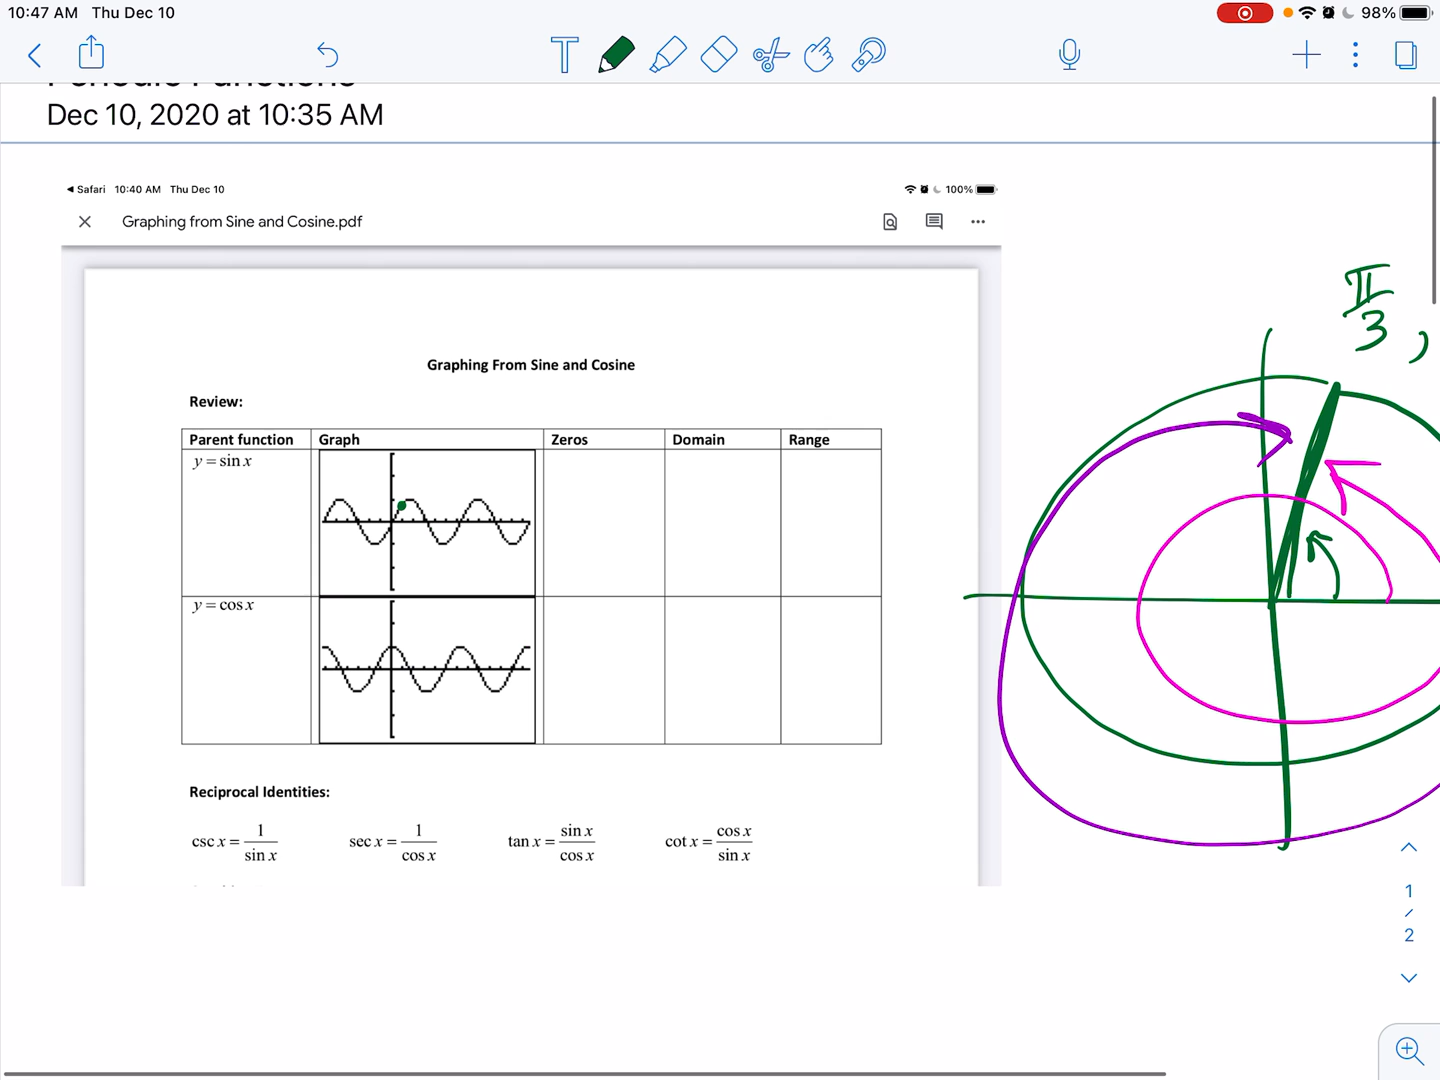 10:47 AM Thu Dec 10
98%
Dec 10, 2020 at 10:35 AM
Safari 10:40 AM Thu Dec 10
100%
Graphing from Sine and Cosine.pdf
Graphing From Sine and Cosine
Review:
Parent function Graph Zeros Domain Range
y = sin x
y = cos x
Reciprocal Identities:
csc x = 1/sin x sec x = 1/cos x tan x = sin x/cos x cot x = cos x/sin x
π/3 ,
1
/
2